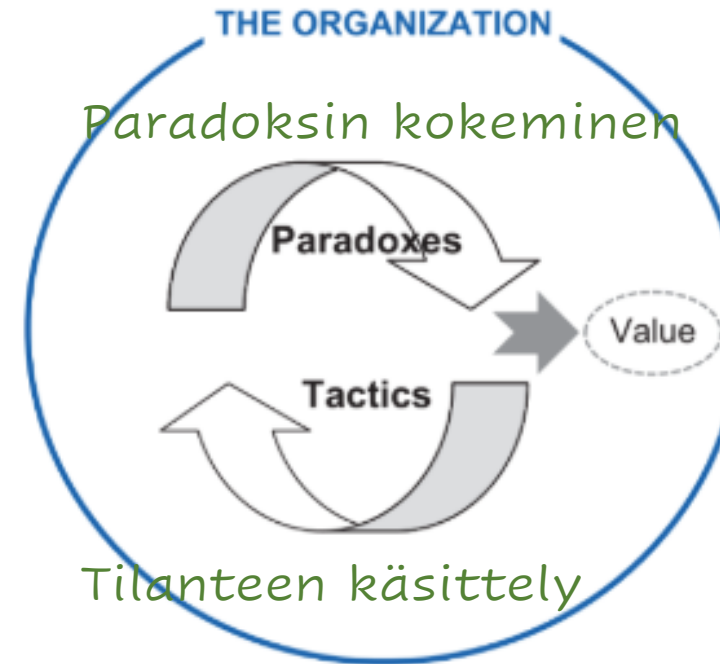 THE ORGANIZATION
Paradoksin kokeminen
Paradoxes
Value
Tactics
Tilanteen käsittely